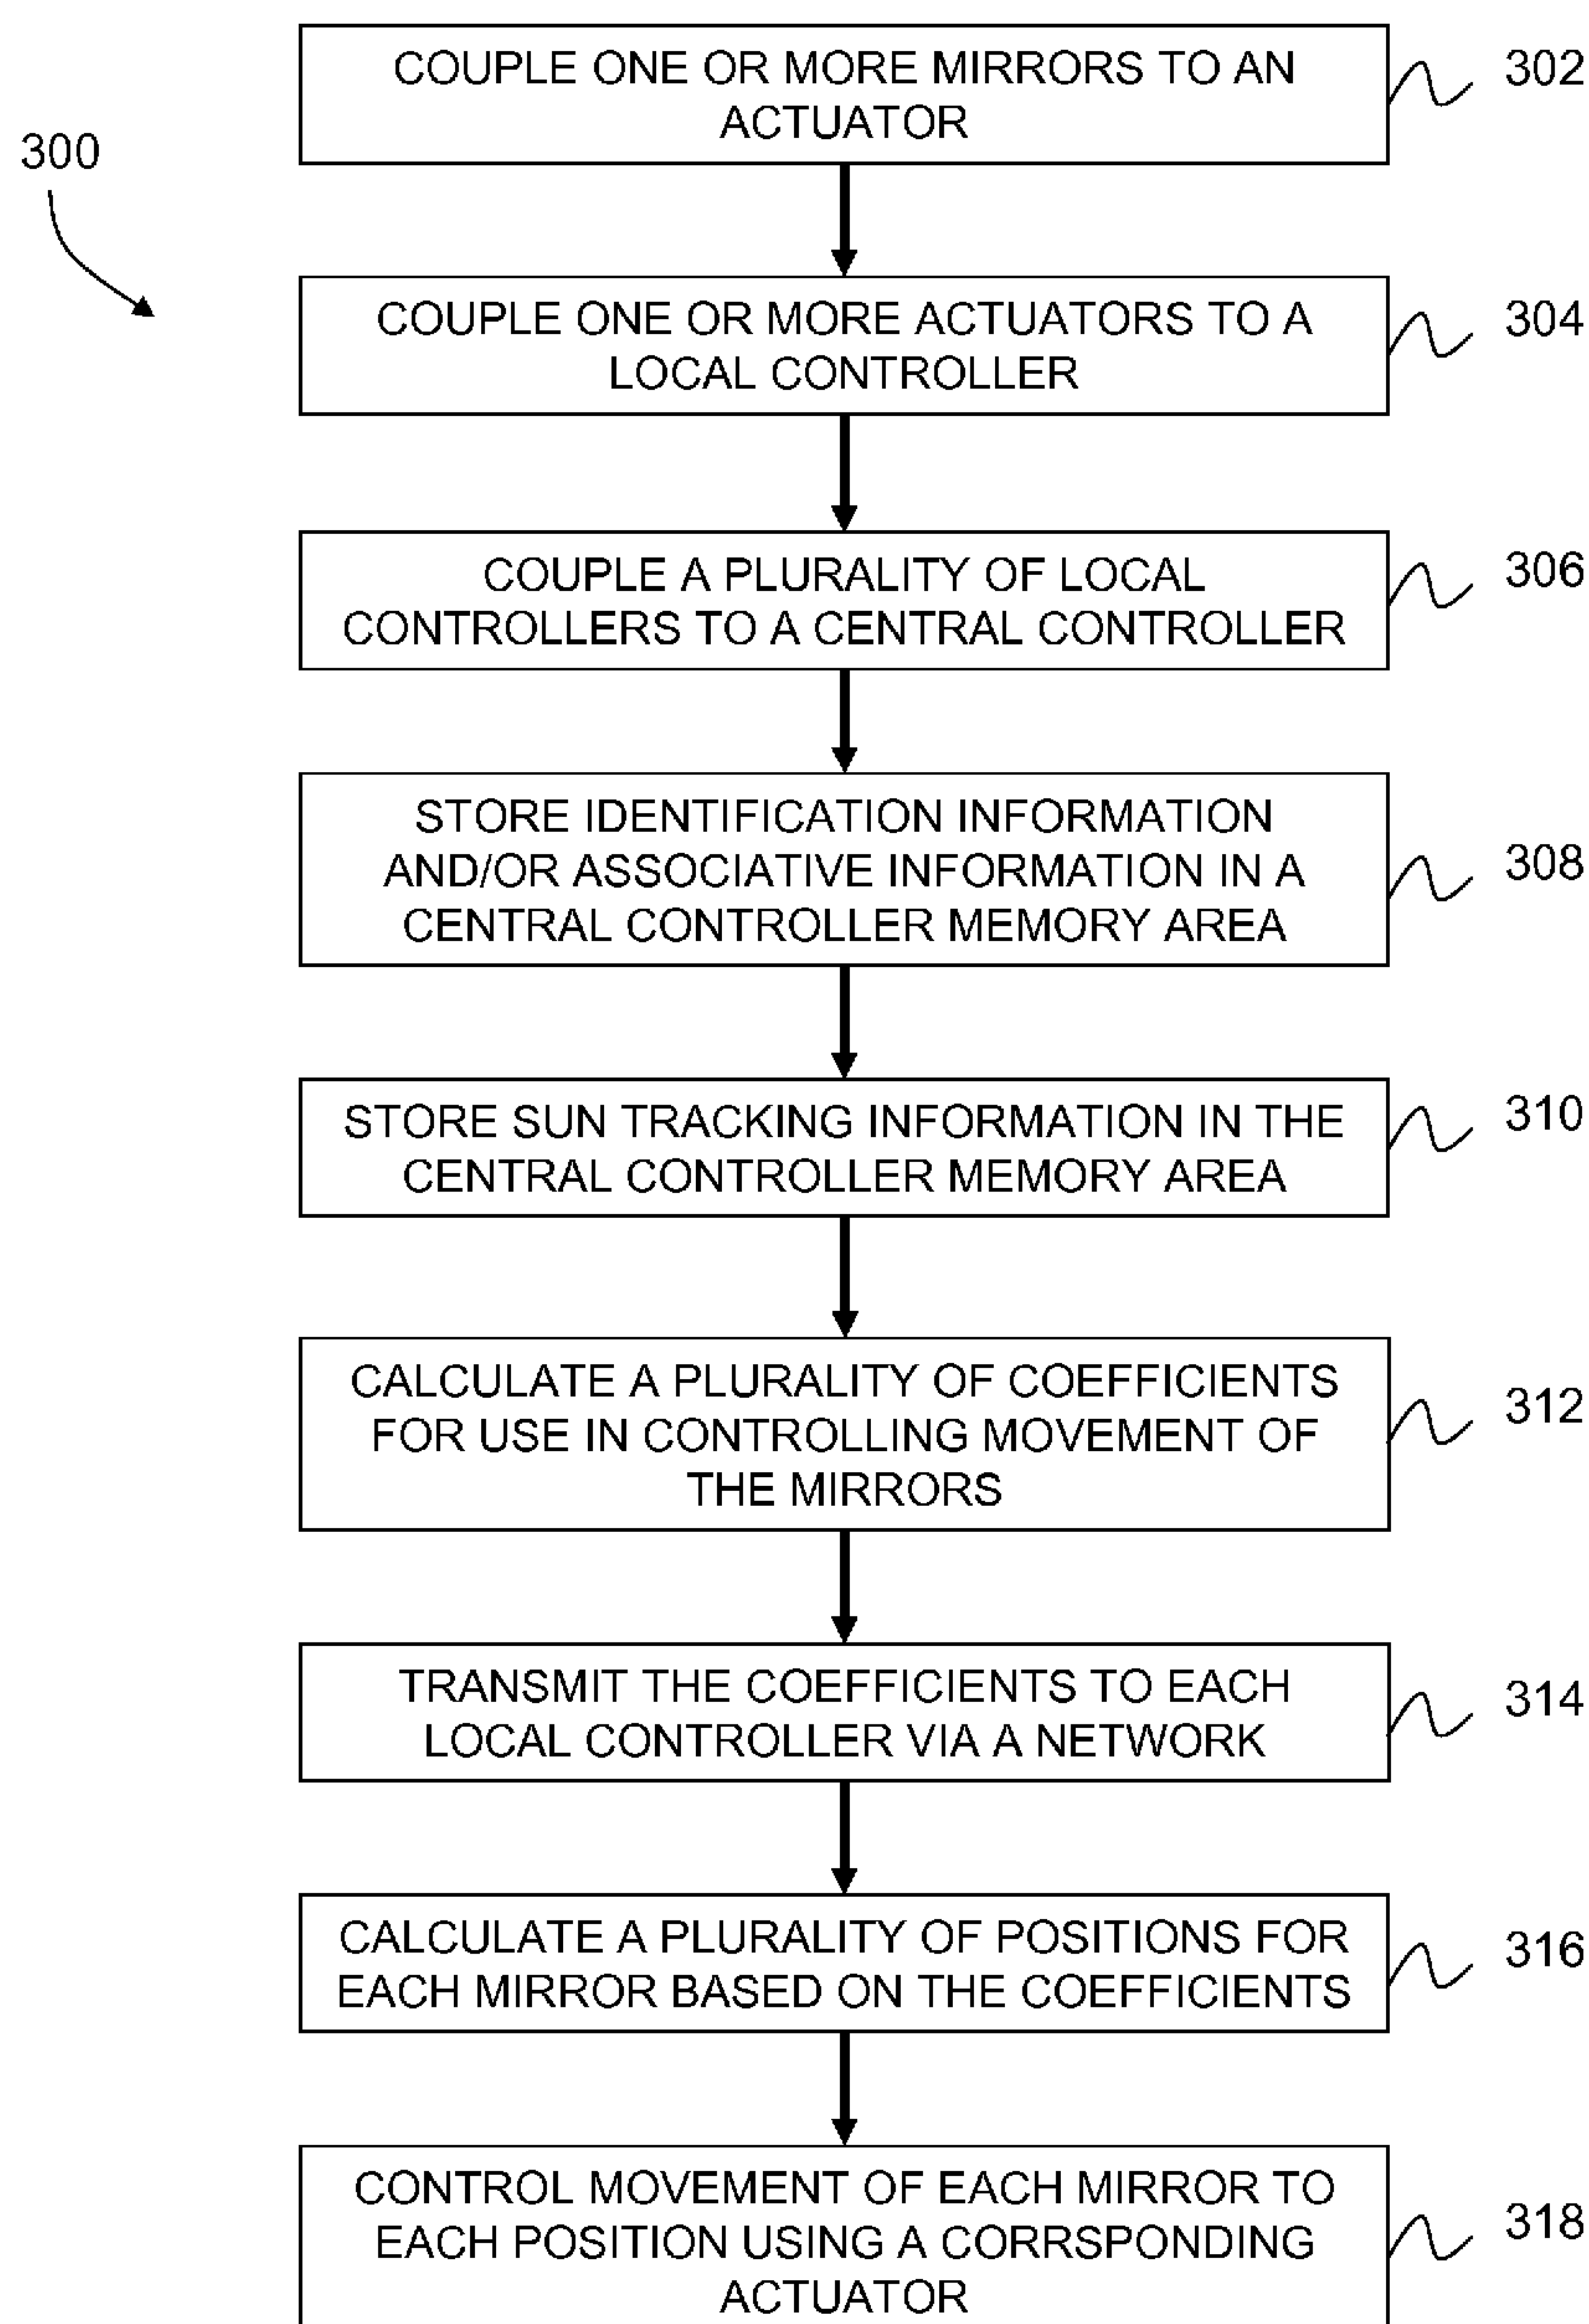 COUPLE ONE OR MORE MIRRORS TO AN
ACTUATOR
302
300
COUPLE ONE OR MORE ACTUATORS TO A
LOCAL CONTROLLER
304
COUPLE A PLURALITY OF LOCAL
CONTROLLERS TO A CENTRAL CONTROLLER
306
STORE IDENTIFICATION INFORMATION
AND/OR ASSOCIATIVE INFORMATION IN A
CENTRAL CONTROLLER MEMORY AREA
308
STORE SUN TRACKING INFORMATION IN THE
CENTRAL CONTROLLER MEMORY AREA
310
CALCULATE A PLURALITY OF COEFFICIENTS
FOR USE IN CONTROLLING MOVEMENT OF
THE MIRRORS
312
TRANSMIT THE COEFFICIENTS TO EACH
LOCAL CONTROLLER VIA A NETWORK
314
CALCULATE A PLURALITY OF POSITIONS FOR
EACH MIRROR BASED ON THE COEFFICIENTS
316
CONTROL MOVEMENT OF EACH MIRROR TO
EACH POSITION USING A CORRSPONDING
ACTUATOR
318